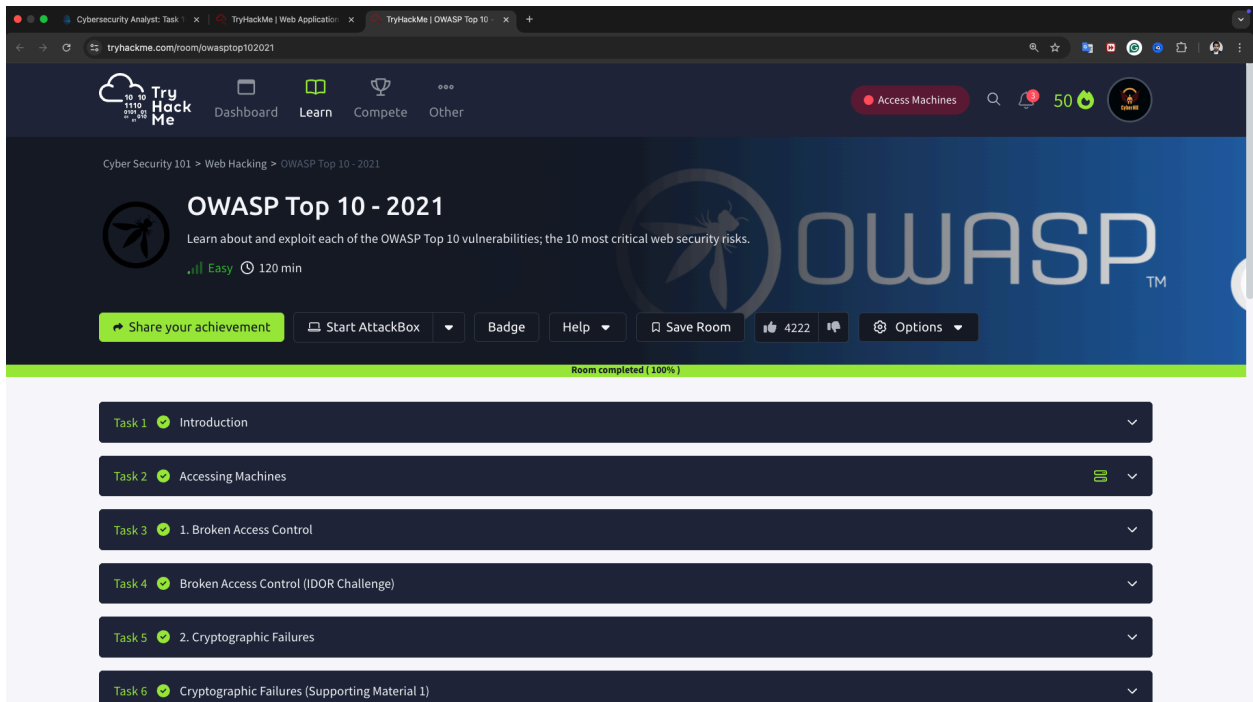 Cybersecurity Analyst: Task 1
TryHackMe | Web Application
TryHackMe | OWASP Top 10 -
tryhackme.com/room/owasptop102021
Try
Hack
Me
Dashboard
Learn
Compete
Other
Access Machines
3
50
Cyber Security 101 > Web Hacking > OWASP Top 10 - 2021
OWASP Top 10 - 2021
Learn about and exploit each of the OWASP Top 10 vulnerabilities; the 10 most critical web security risks.
Easy 120 min
OWASP
TM
Share your achievement
Start AttackBox
Badge
Help
Save Room
4222
Options
Room completed ( 100% )
Task 1 Introduction
Task 2 Accessing Machines
Task 3 1. Broken Access Control
Task 4 Broken Access Control (IDOR Challenge)
Task 5 2. Cryptographic Failures
Task 6 Cryptographic Failures (Supporting Material 1)